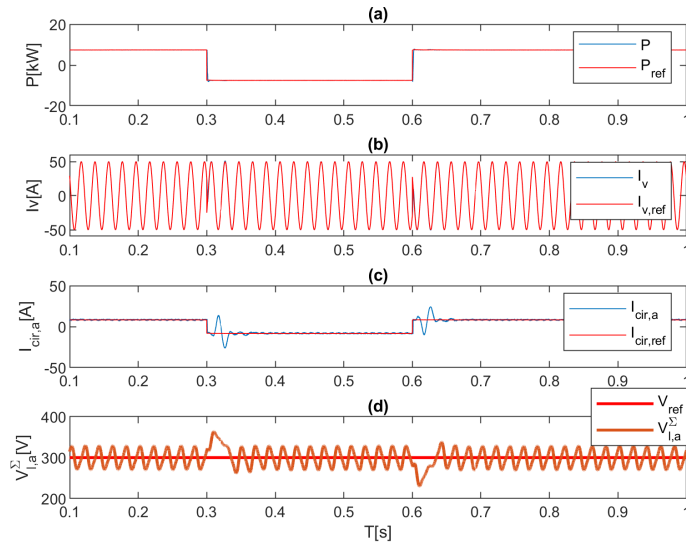 (a)
20
0
-20
P[kW]
P
P_ref
0.1 0.2 0.3 0.4 0.5 0.6 0.7 0.8 0.9 1
(b)
50
0
-50
Iv[A]
I_v
I_v,ref
0.1 0.2 0.3 0.4 0.5 0.6 0.7 0.8 0.9 1
(c)
50
0
-50
I_cir,a[A]
I_cir,a
I_cir,ref
0.1 0.2 0.3 0.4 0.5 0.6 0.7 0.8 0.9 1
(d)
400
300
200
V^Σ_l,a[V]
V_ref
V^Σ_l,a
0.1 0.2 0.3 0.4 0.5 0.6 0.7 0.8 0.9 1
T[s]